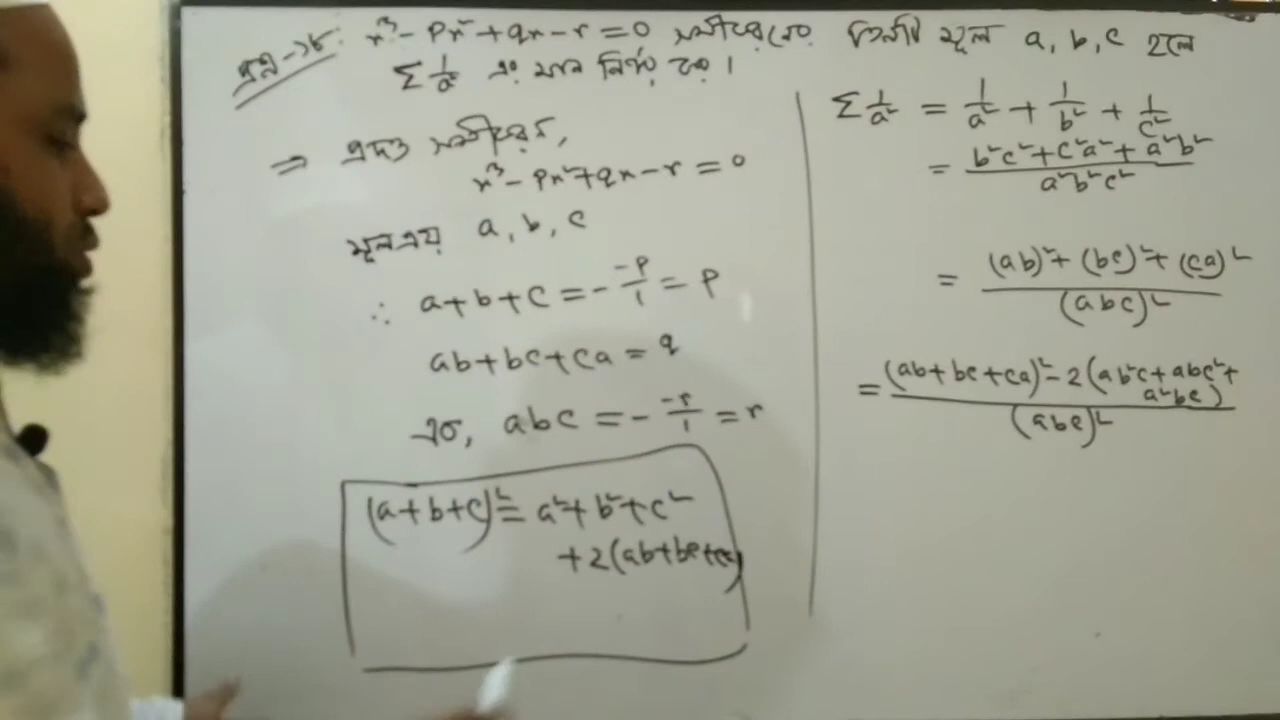 প্রশ্ন-১৮: x³ - Px² + qx - r = 0 সমীকরণের তিনটি মূল a, b, c হলে
Σ 1/a² এর মান নির্ণয় কর।
⇒ প্রদত্ত সমীকরণ,
x³ - Px² + qx - r = 0
মূলত্রয় a, b, c
∴ a + b + c = - -P/1 = P
ab + bc + ca = q
এবং, abc = - -r/1 = r
(a+b+c)² = a² + b² + c²
+ 2(ab+bc+ca)
Σ 1/a² = 1/a² + 1/b² + 1/c²
= b²c² + c²a² + a²b² / a²b²c²
= (ab)² + (bc)² + (ca)² / (abc)²
= (ab+bc+ca)² - 2(ab²c + abc² +
a²bc) / (abc)²